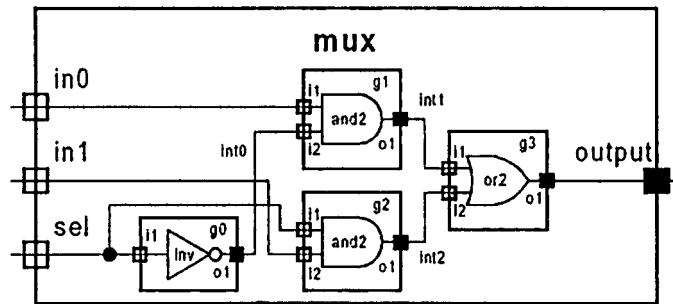 mux
in0
g1
i1
and2
i2
o1
int1
int0
in1
g3
i1
or2
i2
o1
output
sel
g0
i1
Inv
o1
g2
i1
and2
i2
o1
int2